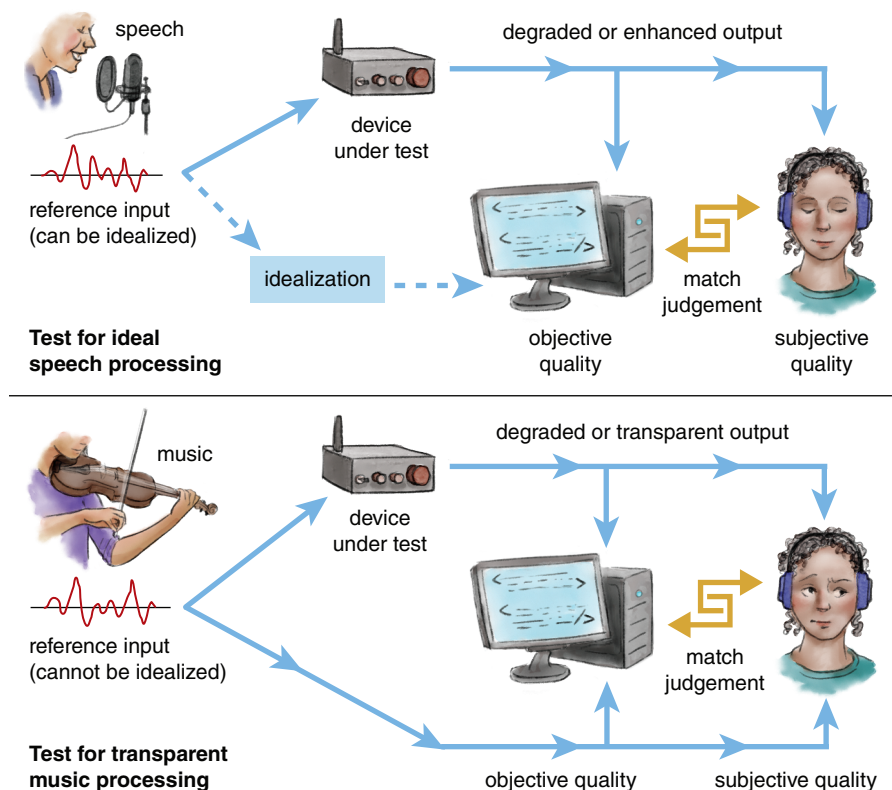 speech
degraded or enhanced output
device
under test
reference input
(can be idealized)
idealization
match
judgement
Test for ideal
speech processing
objective
quality
subjective
quality
music
degraded or transparent output
device
under test
reference input
(cannot be idealized)
match
judgement
Test for transparent
music processing
objective quality
subjective quality